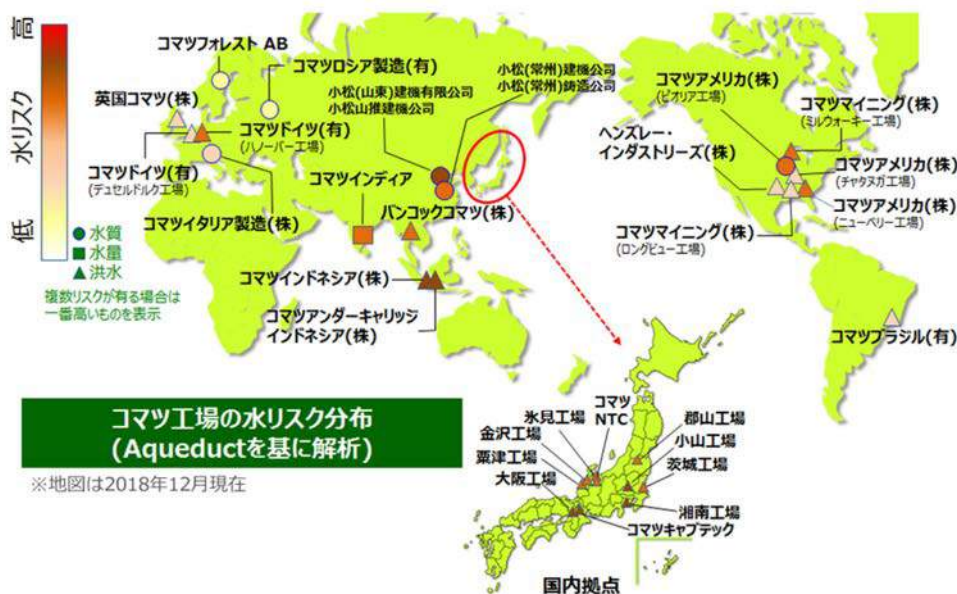 高
水リスク
低
コマツフォレスト AB
コマツロシア製造(有)
英国コマツ(株)
小松(山東)建機有限公司
小松山推建機公司
小松(常州)建機公司
小松(常州)鋳造公司
コマツドイツ(有)
(ハノーバー工場)
コマツドイツ(有)
(デュセルドルク工場)
コマツイタリア製造(株)
コマツインディア
バンコックコマツ(株)
コマツインドネシア(株)
コマツアンダーキャリッジ
インドネシア(株)
コマツアメリカ(株)
(ピオリア工場)
コマツマイニング(株)
(ミルウォーキー工場)
ヘンズレー・
インダストリーズ(株)
コマツアメリカ(株)
(チャタヌガ工場)
コマツアメリカ(株)
(ニューベリー工場)
コマツマイニング(株)
(ロングビュー工場)
コマツブラジル(有)
水質
水量
洪水
複数リスクが有る場合は
一番高いものを表示
コマツ工場の水リスク分布
(Aqueductを基に解析)
※地図は2018年12月現在
氷見工場
コマツ
NTC
金沢工場
粟津工場
大阪工場
郡山工場
小山工場
茨城工場
湘南工場
コマツキャブテック
国内拠点